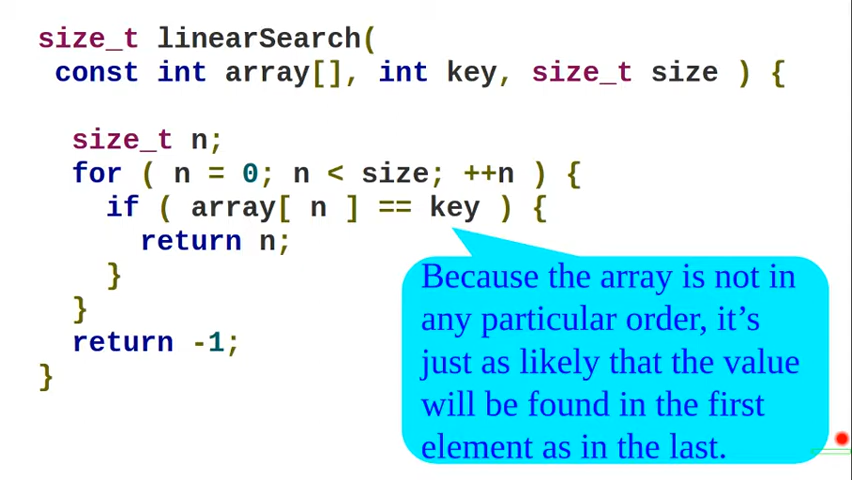 size_t linearSearch(
const int array[], int key, size_t size ) {
size_t n;
for ( n = 0; n < size; ++n ) {
if ( array[ n ] == key ) {
return n;
}
}
return -1;
}
Because the array is not in
any particular order, it’s
just as likely that the value
will be found in the first
element as in the last.